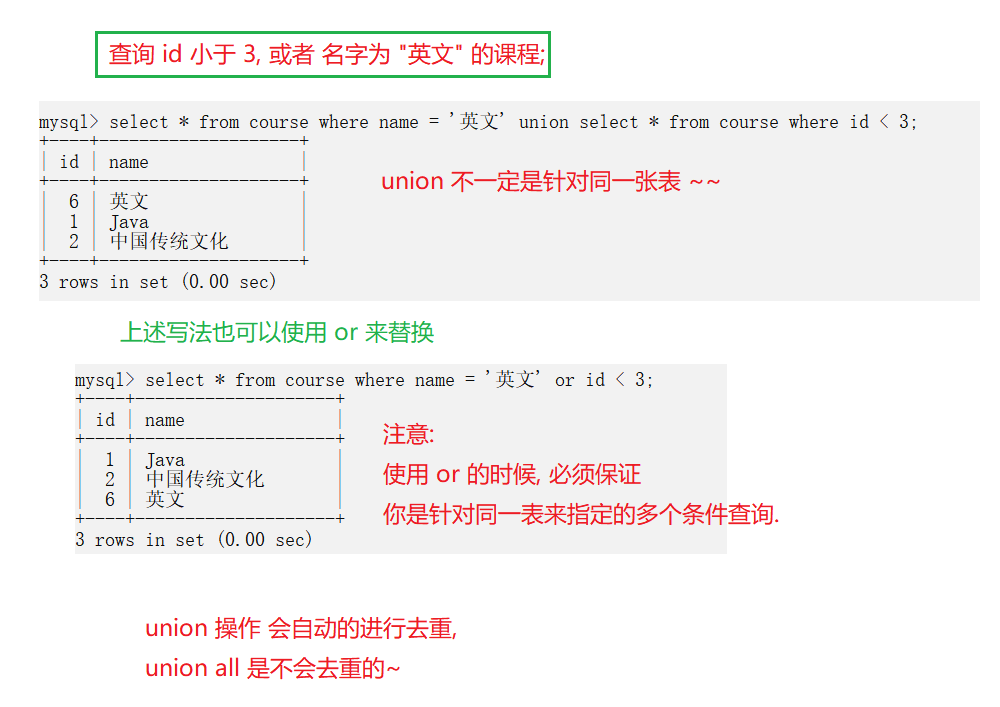 查询 id 小于 3, 或者 名字为 "英文" 的课程;
mysql> select * from course where name = '英文' union select * from course where id < 3;
+----+--------------------+
| id | name               |
+----+--------------------+
|  6 | 英文               |
|  1 | Java               |
|  2 | 中国传统文化       |
+----+--------------------+
3 rows in set (0.00 sec)
union 不一定是针对同一张表 ~~
上述写法也可以使用 or 来替换
mysql> select * from course where name = '英文' or id < 3;
+----+--------------------+
| id | name               |
+----+--------------------+
|  1 | Java               |
|  2 | 中国传统文化       |
|  6 | 英文               |
+----+--------------------+
3 rows in set (0.00 sec)
注意:
使用 or 的时候, 必须保证
你是针对同一表来指定的多个条件查询.
union 操作 会自动的进行去重,
union all 是不会去重的~